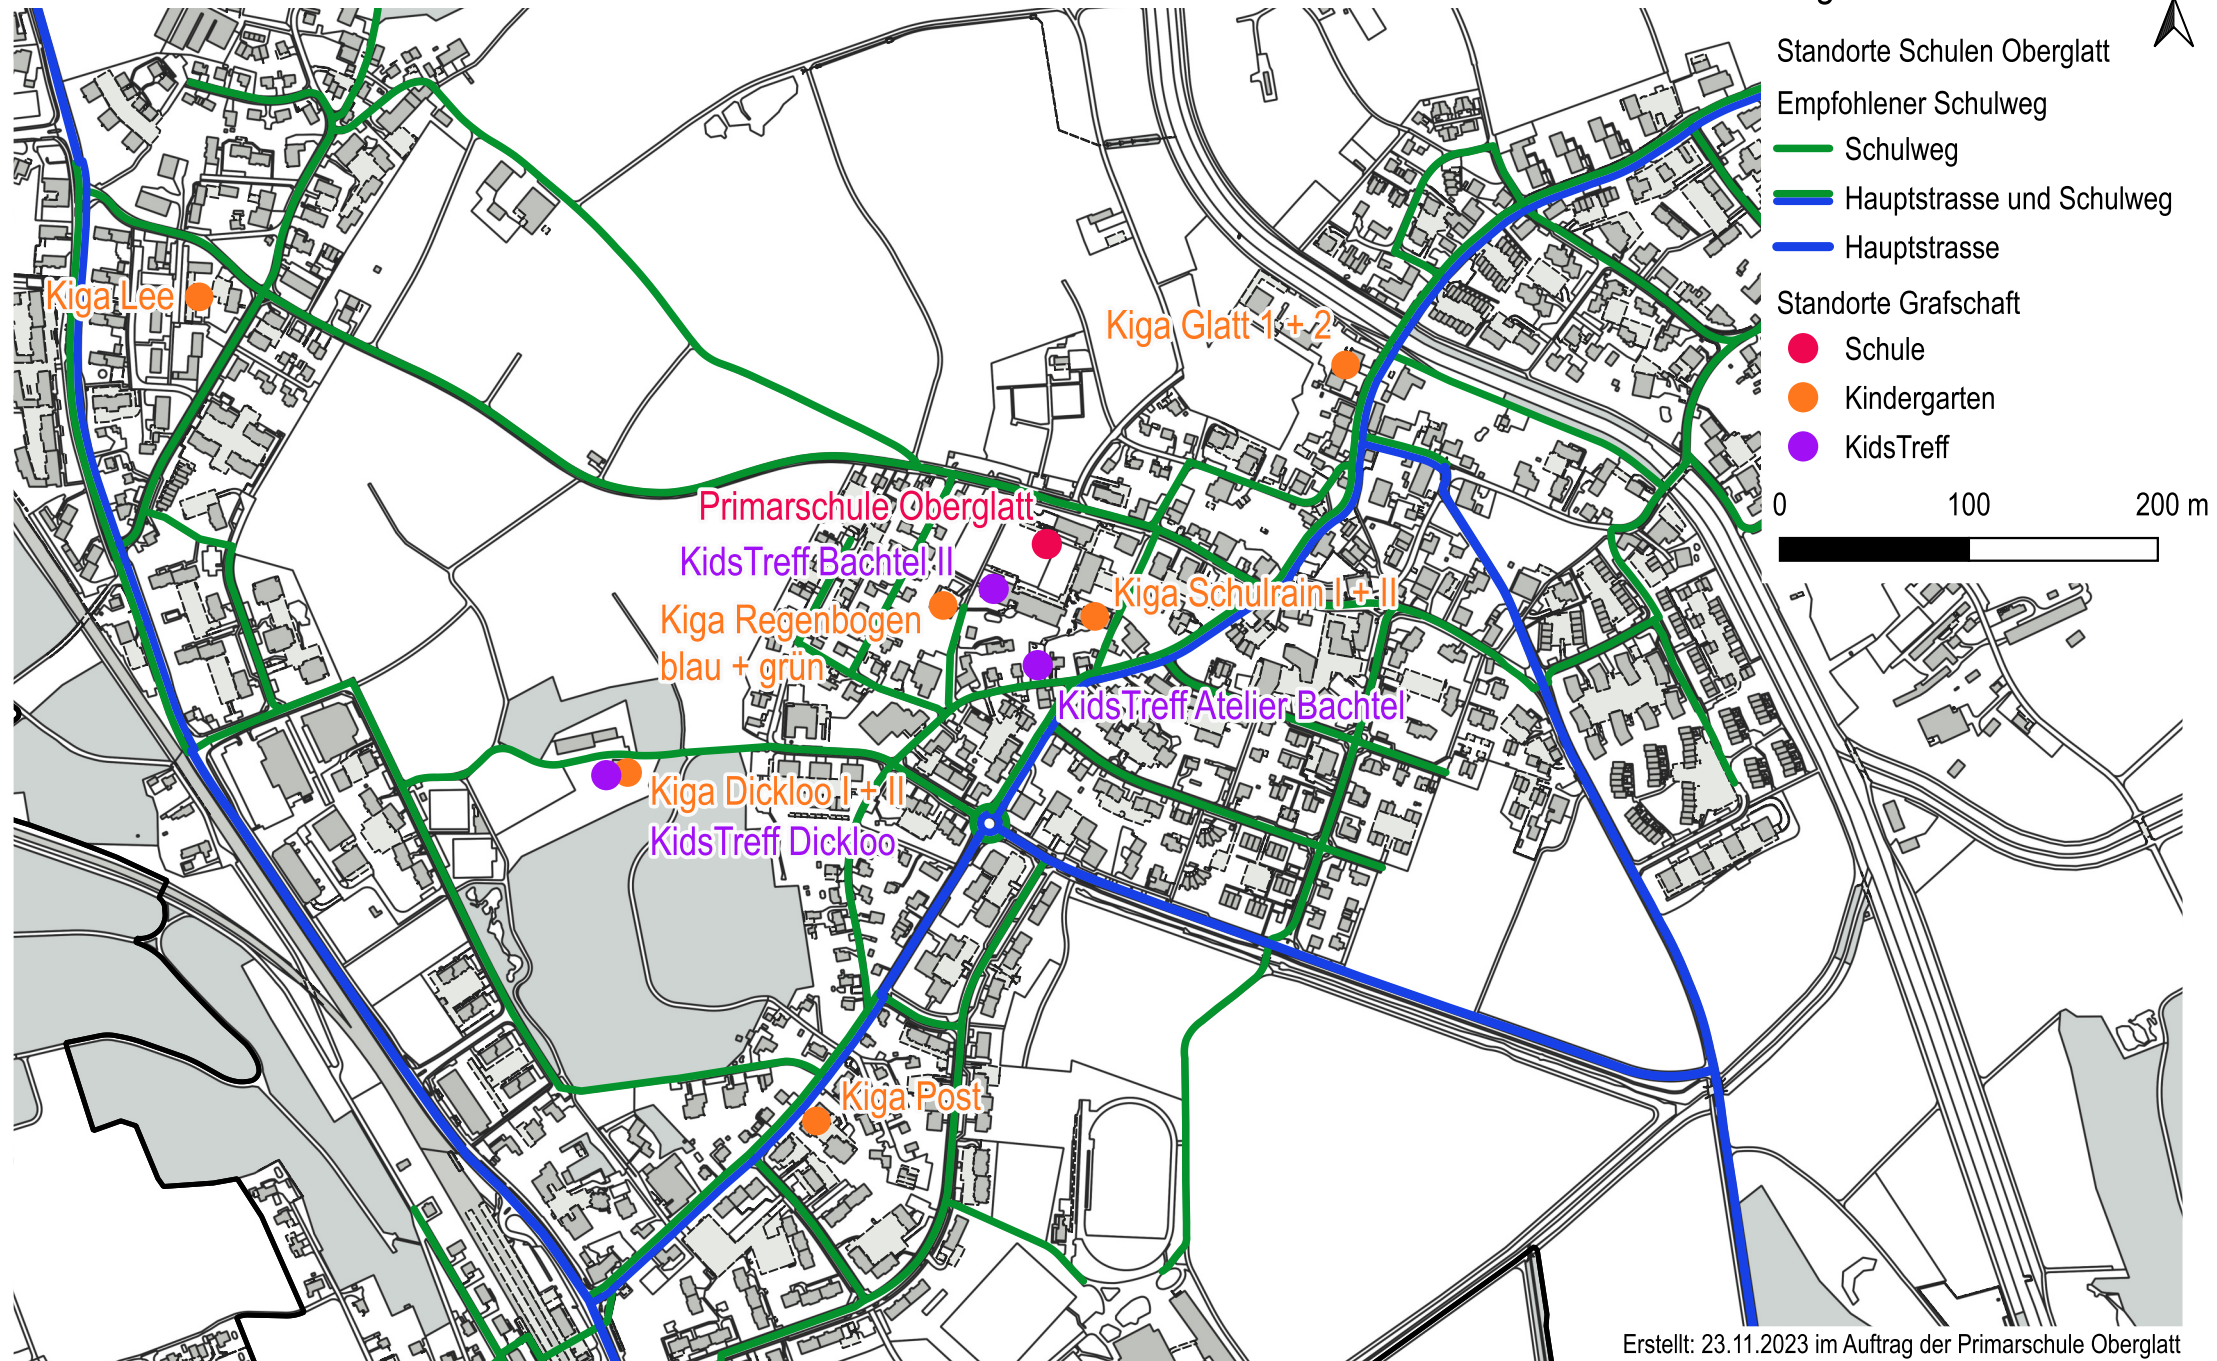 Standorte Schulen Oberglatt
Empfohlener Schulweg
Schulweg
Hauptstrasse und Schulweg
Hauptstrasse
Standorte Grafschaft
Schule
Kindergarten
KidsTreff
0 100 200 m
Kiga Lee
Kiga Glatt 1 + 2
Primarschule Oberglatt
KidsTreff Bachtel II
Kiga Schulrain I + II
Kiga Regenbogen
blau + grün
KidsTreff Atelier Bachtel
Kiga Dickloo I + II
KidsTreff Dickloo
Kiga Post
Erstellt: 23.11.2023 im Auftrag der Primarschule Oberglatt